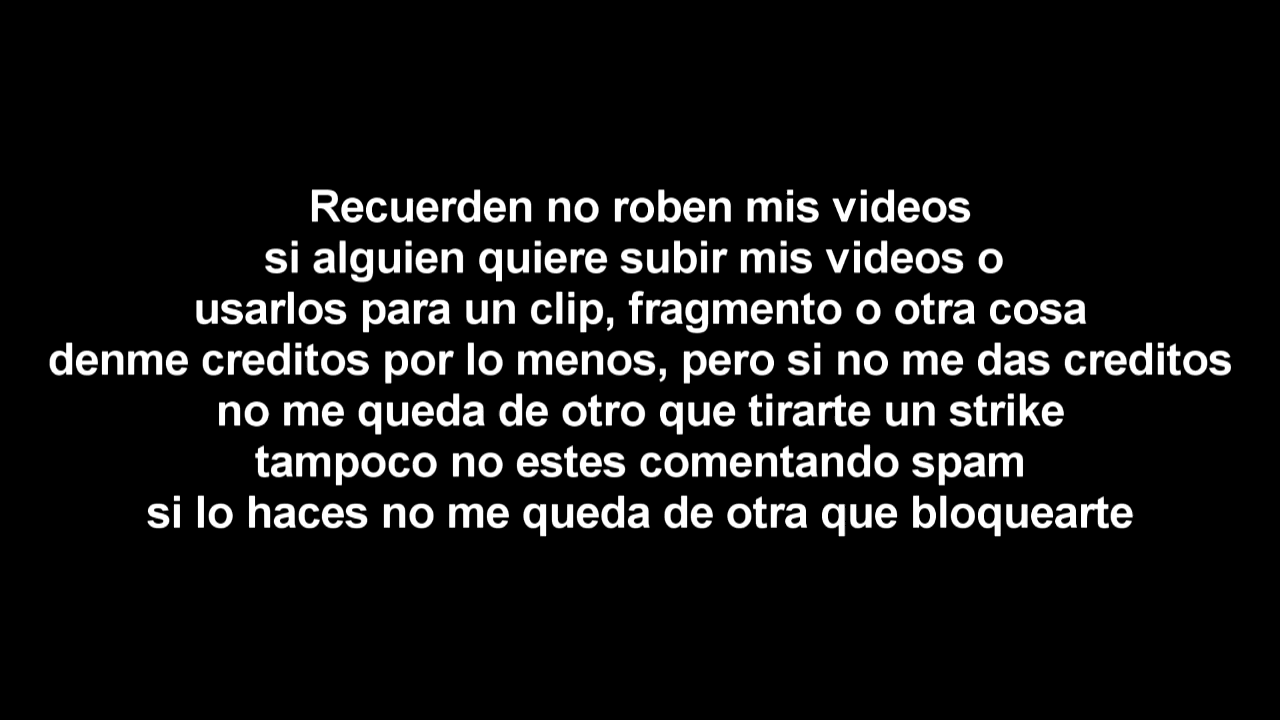 Recuerden no roben mis videos
si alguien quiere subir mis videos o
usarlos para un clip, fragmento o otra cosa
denme creditos por lo menos, pero si no me das creditos
no me queda de otro que tirarte un strike
tampoco no estes comentando spam
si lo haces no me queda de otra que bloquearte